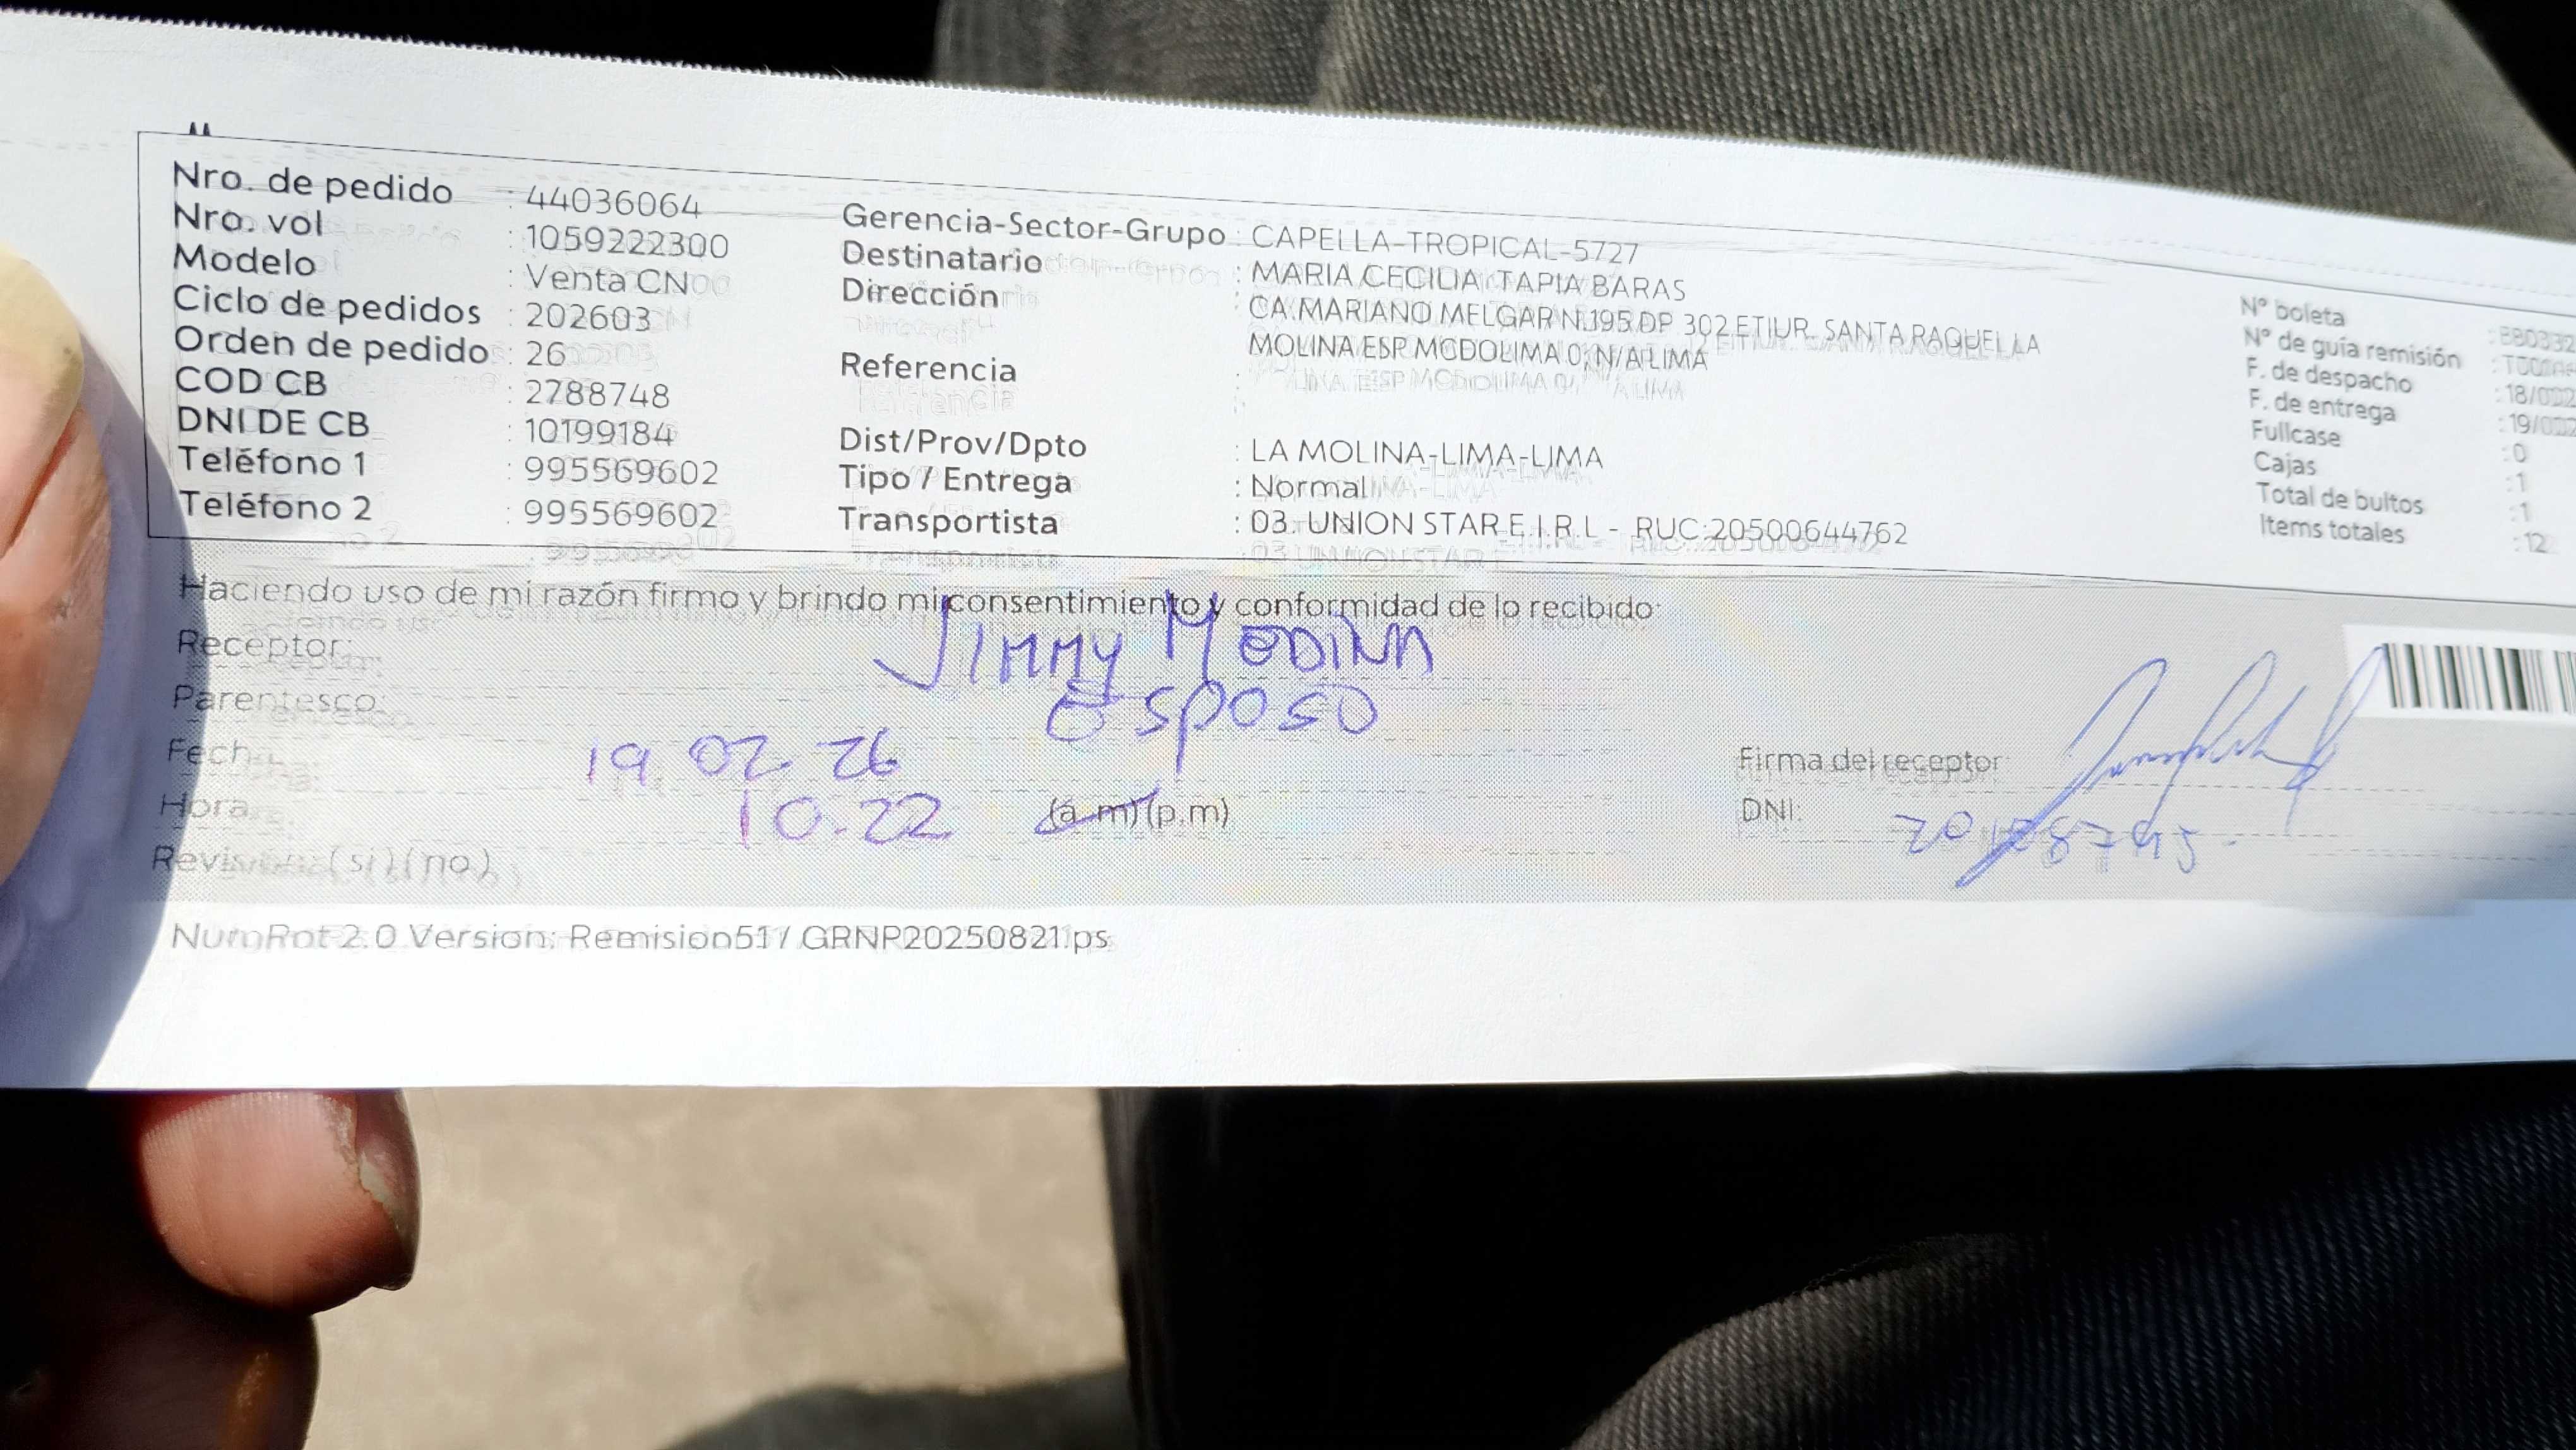 Nro. de pedido : 44036064
Nro. vol : 1059222300
Modelo : Venta CN
Ciclo de pedidos : 202603
Orden de pedido : 26
COD CB : 2788748
DNI DE CB : 10199184
Teléfono 1 : 995569602
Teléfono 2 : 995569602
Gerencia-Sector-Grupo : CAPELLA-TROPICAL-5727
Destinatario : MARIA CECILIA TAPIA BARAS
Dirección : CA.MARIANO MELGAR N.195 DP 302 ET1 UR. SANTA RAQUEL LA
MOLINA ESP MCDOLIMA 0, N/A LIMA
Referencia :
Dist/Prov/Dpto : LA MOLINA-LIMA-LIMA
Tipo / Entrega : Normal
Transportista : 03. UNION STAR E.I.R.L - RUC:20500644762
N° boleta
N° de guía remisión
F. de despacho : 18/
F. de entrega : 19/
Fullcase : 0
Cajas : 1
Total de bultos : 1
Items totales : 12
Haciendo uso de mi razón firmo y brindo mi consentimiento y conformidad de lo recibido:
Receptor: JIMMY MEDINA
Parentesco: ESPOSO
Fecha 19.02.26
Hora 10.22 (a.m)(p.m)
(si)(no)
Firma del receptor:
DNI:
2.0 Version: Remision51 / GRNP20250821.ps